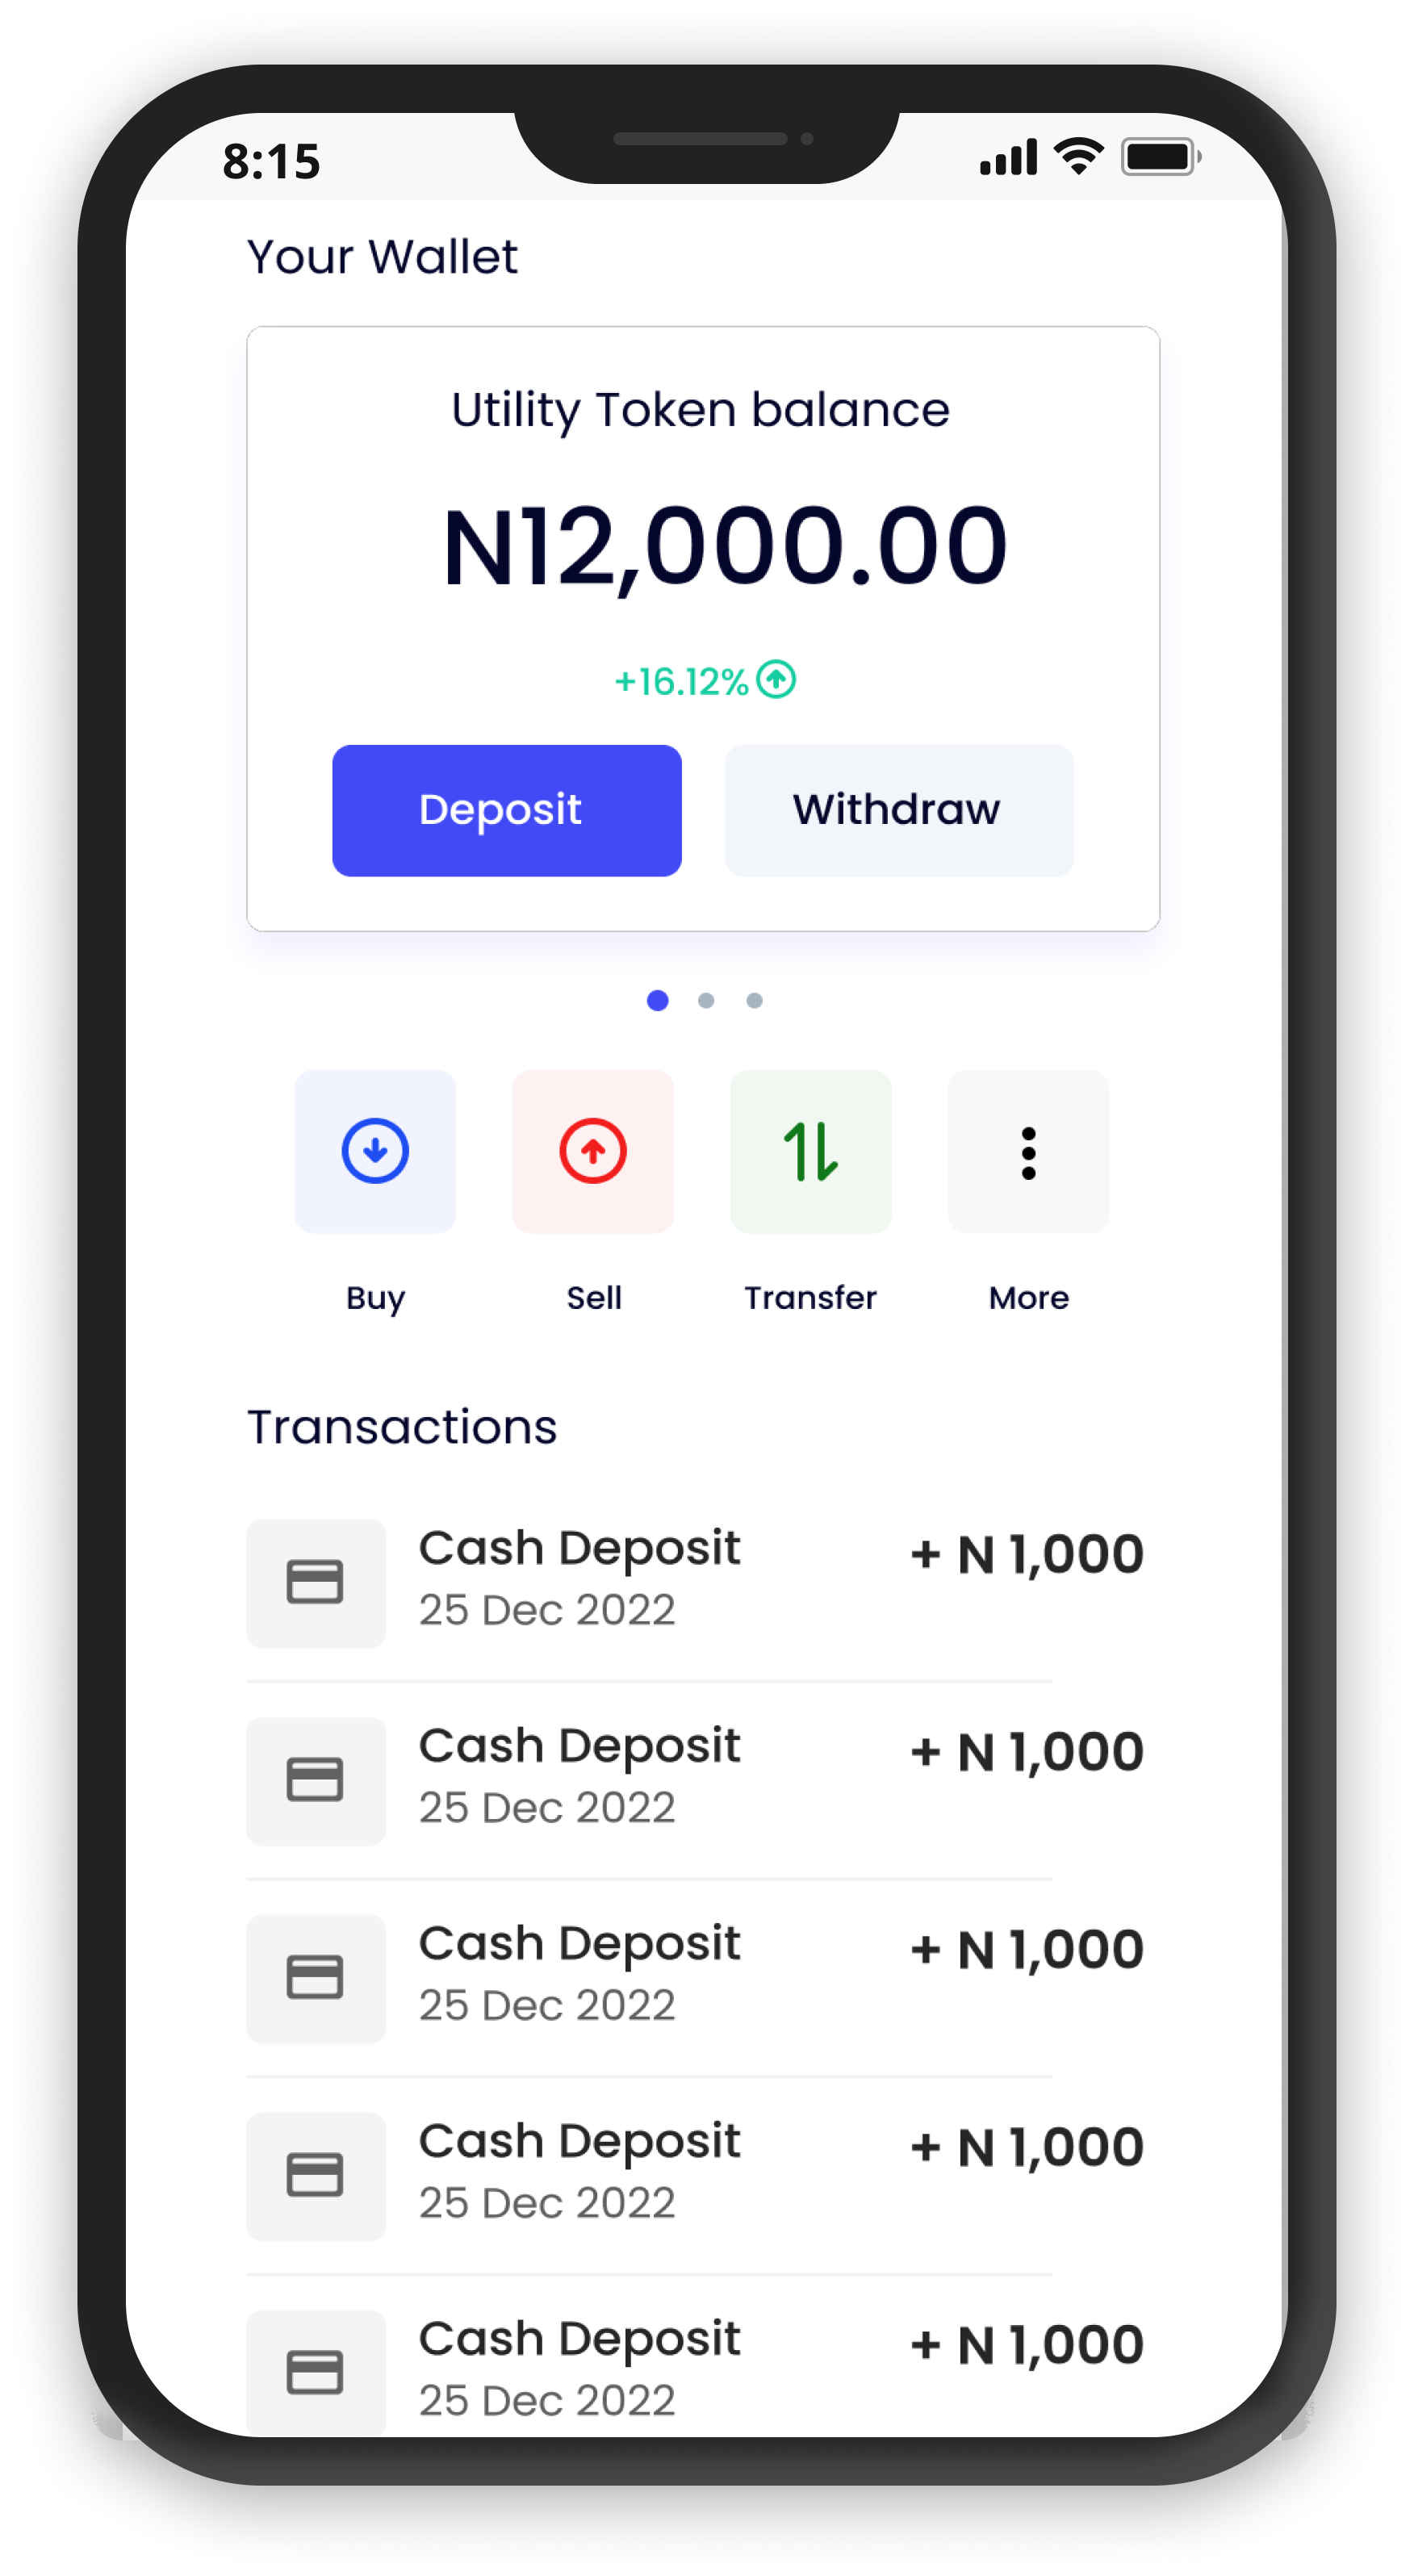 8:15
Your Wallet
Utility Token balance
N12,000.00
+16.12%
Deposit Withdraw
Buy Sell Transfer More
Transactions
Cash Deposit + N 1,000
25 Dec 2022
Cash Deposit + N 1,000
25 Dec 2022
Cash Deposit + N 1,000
25 Dec 2022
Cash Deposit + N 1,000
25 Dec 2022
Cash Deposit + N 1,000
25 Dec 2022